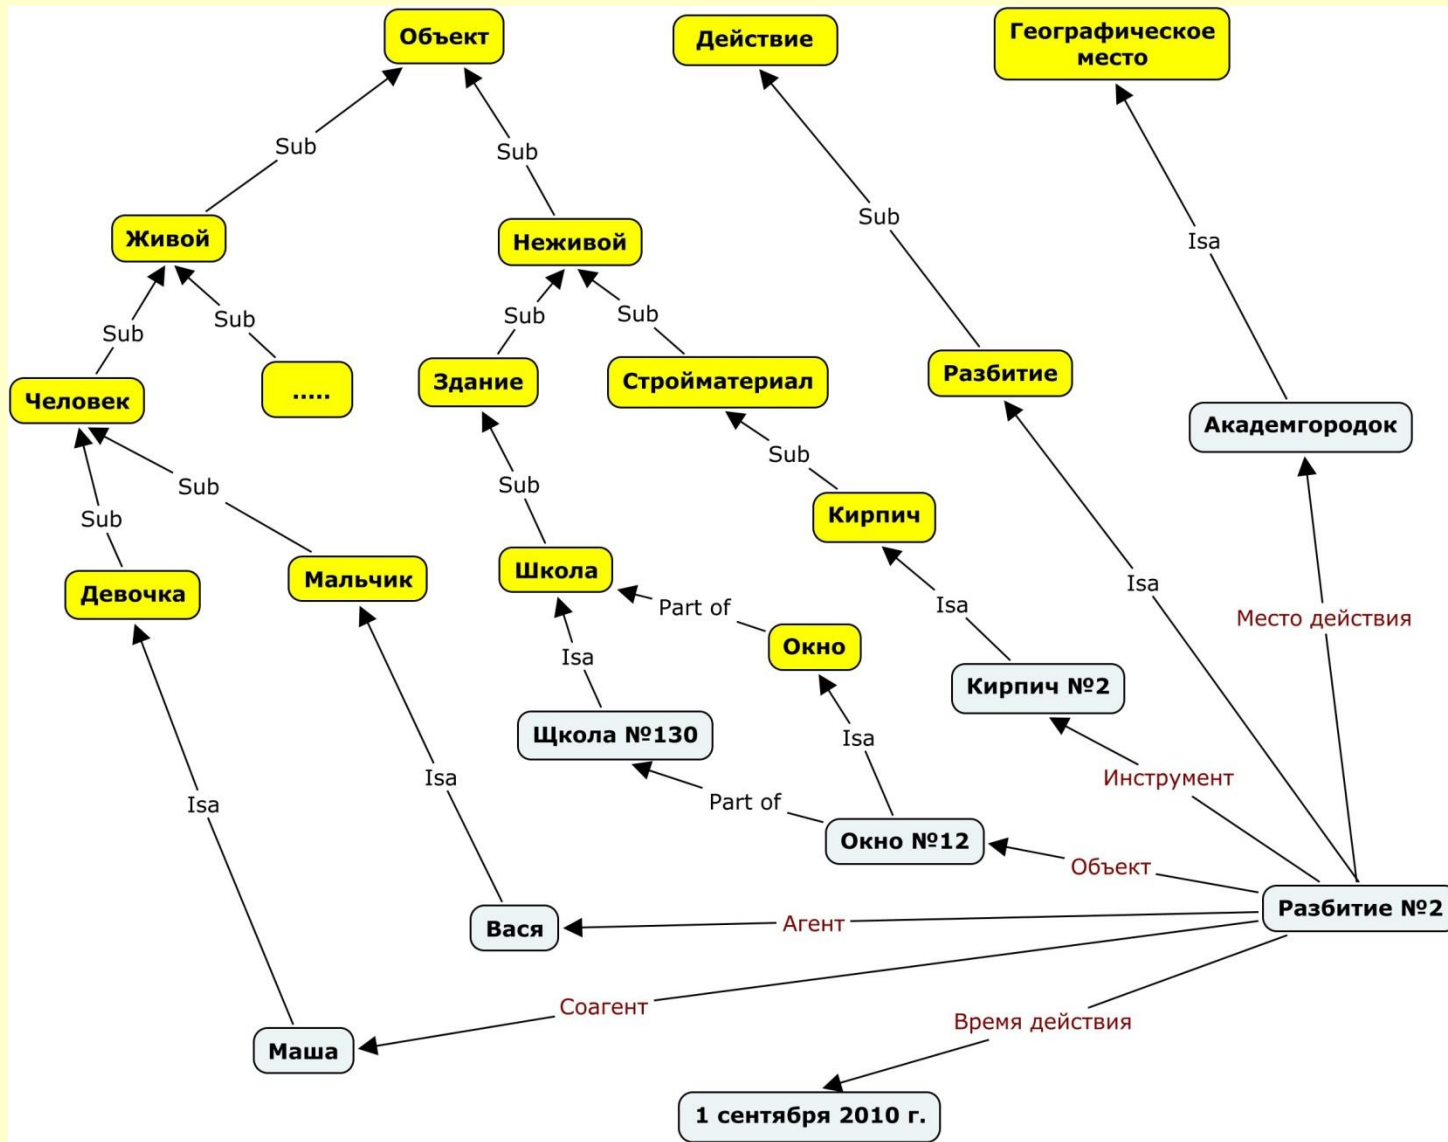 Объект
Действие
Географическое
место
Sub
Sub
Sub
Isa
Живой
Неживой
Sub
Sub
Sub
Sub
Человек
.....
Здание
Стройматериал
Разбитие
Академгородок
Sub
Sub
Sub
Sub
Кирпич
Девочка
Мальчик
Школа
Part of
Isa
Isa
Место действия
Окно
Isa
Кирпич №2
Щкола №130
Isa
Инструмент
Isa
Isa
Part of
Окно №12
Объект
Разбитие №2
Вася
Агент
Соагент
Время действия
Маша
1 сентября 2010 г.